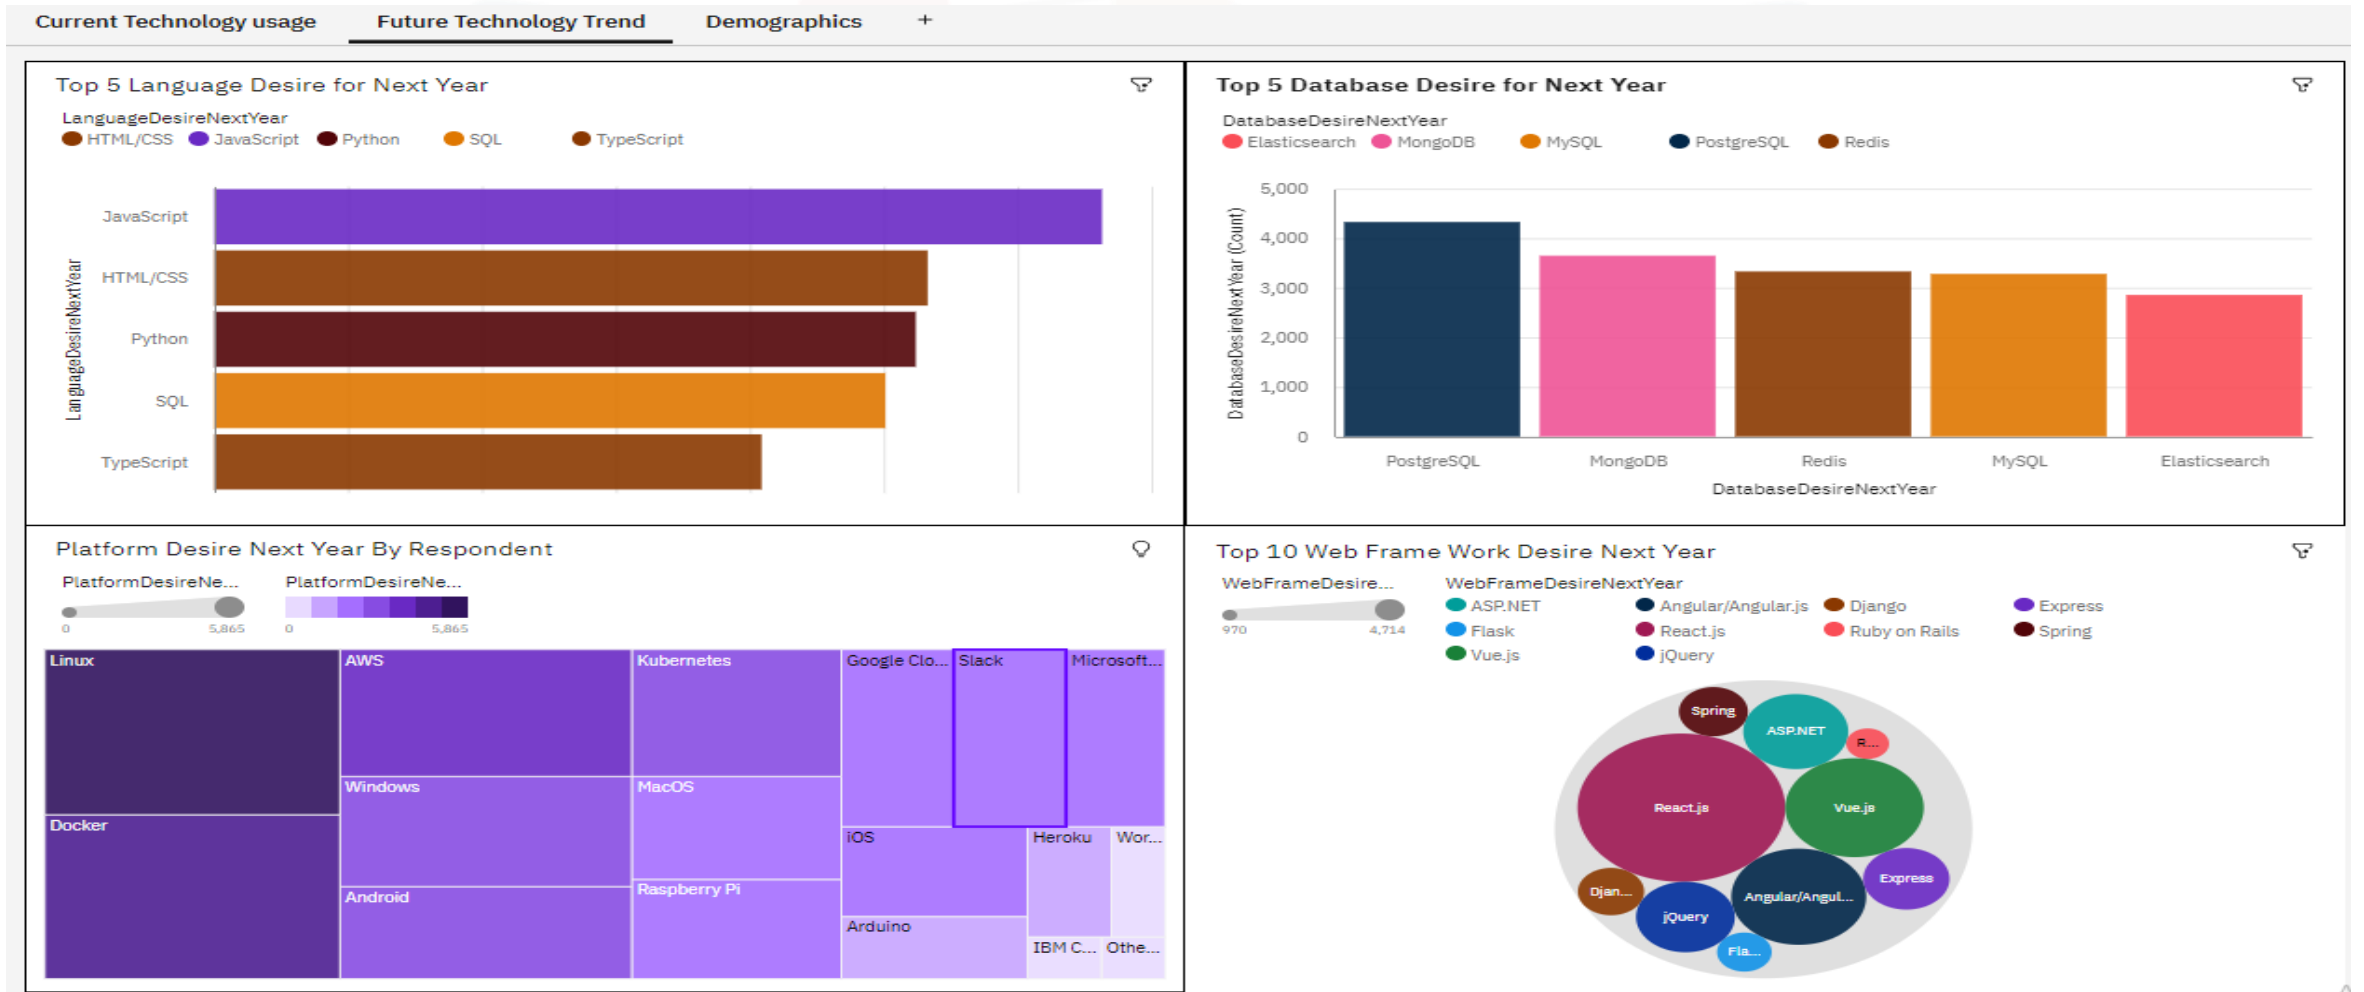 Current Technology usage Future Technology Trend Demographics +
Top 5 Language Desire for Next Year
LanguageDesireNextYear
HTML/CSS JavaScript Python SQL TypeScript
LanguageDesireNextYear
JavaScript
HTML/CSS
Python
SQL
TypeScript
Top 5 Database Desire for Next Year
DatabaseDesireNextYear
Elasticsearch MongoDB MySQL PostgreSQL Redis
DatabaseDesireNextYear (Count)
5,000
4,000
3,000
2,000
1,000
0
PostgreSQL MongoDB Redis MySQL Elasticsearch
DatabaseDesireNextYear
Platform Desire Next Year By Respondent
PlatformDesireNe... PlatformDesireNe...
0 5,865 0 5,865
Linux AWS Kubernetes Google Clo... Slack Microsoft...
Windows MacOS
Docker iOS Heroku Wor...
Android Raspberry Pi
Arduino
IBM C... Othe...
Top 10 Web Frame Work Desire Next Year
WebFrameDesire... WebFrameDesireNextYear
970 4,714
ASP.NET Angular/Angular.js Django Express
Flask React.js Ruby on Rails Spring
Vue.js jQuery
Spring
ASP.NET
R...
React.js
Vue.js
Express
Djan...
Angular/Angul...
jQuery
Fla...